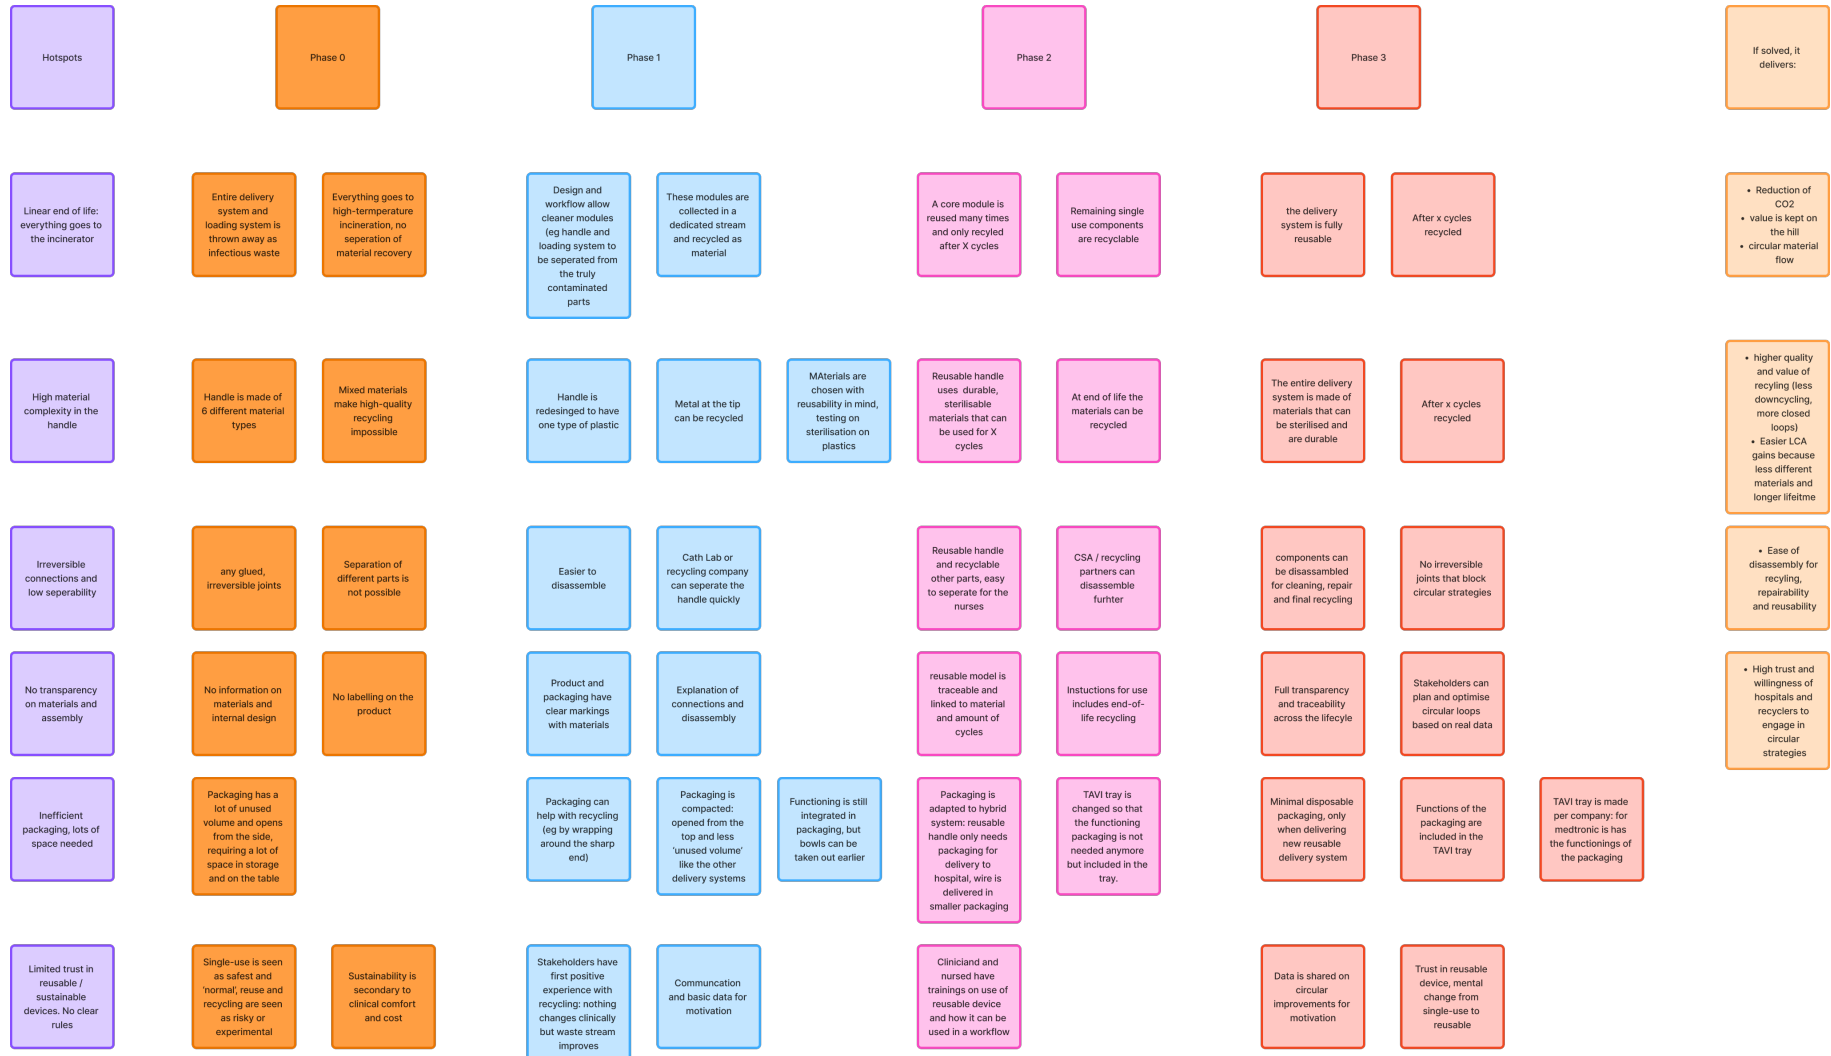 Hotspots
Phase 0
Phase 1
Phase 2
Phase 3
If solved, it
delivers:
Linear end of life:
everything goes to
the incinerator
Entire delivery
system and
loading system is
thrown away as
infectious waste
Everything goes to
high-termperature
incineration, no
seperation of
material recovery
Design and
workflow allow
cleaner modules
(eg handle and
loading system to
be seperated from
the truly
contaminated
parts
These modules are
collected in a
dedicated stream
and recycled as
material
A core module is
reused many times
and only recyled
after X cycles
Remaining single
use components
are recyclable
the delivery
system is fully
reusable
After x cycles
recycled
• Reduction of
CO2
• value is kept on
the hill
• circular material
flow
High material
complexity in the
handle
Handle is made of
6 different material
types
Mixed materials
make high-quality
recycling
impossible
Handle is
redesinged to have
one type of plastic
Metal at the tip
can be recycled
MAterials are
chosen with
reusability in mind,
testing on
sterilisation on
plastics
Reusable handle
uses durable,
sterilisable
materials that can
be used for X
cycles
At end of life the
materials can be
recycled
The entire delivery
system is made of
materials that can
be sterilised and
are durable
After x cycles
recycled
• higher quality
and value of
recyling (less
downcycling,
more closed
loops)
• Easier LCA
gains because
less different
materials and
longer lifeitme
Irreversible
connections and
low seperability
any glued,
irreversible joints
Separation of
different parts is
not possible
Easier to
disassemble
Cath Lab or
recycling company
can seperate the
handle quickly
Reusable handle
and recyclable
other parts, easy
to seperate for the
nurses
CSA / recycling
partners can
disassemble
furhter
components can
be disassambled
for cleaning, repair
and final recycling
No irreversible
joints that block
circular strategies
• Ease of
disassembly for
recyling,
repairability
and reusability
No transparency
on materials and
assembly
No information on
materials and
internal design
No labelling on the
product
Product and
packaging have
clear markings
with materials
Explanation of
connections and
disassembly
reusable model is
traceable and
linked to material
and amount of
cycles
Instuctions for use
includes end-of-
life recycling
Full transparency
and traceability
across the lifecyle
Stakeholders can
plan and optimise
circular loops
based on real data
• High trust and
willingness of
hospitals and
recyclers to
engage in
circular
strategies
Inefficient
packaging, lots of
space needed
Packaging has a
lot of unused
volume and opens
from the side,
requiring a lot of
space in storage
and on the table
Packaging can
help with recycling
(eg by wrapping
around the sharp
end)
Packaging is
compacted:
opened from the
top and less
'unused volume'
like the other
delivery systems
Functioning is still
integrated in
packaging, but
bowls can be
taken out earlier
Packaging is
adapted to hybrid
system: reusable
handle only needs
packaging for
delivery to
hospital, wire is
delivered in
smaller packaging
TAVI tray is
changed so that
the functioning
packaging is not
needed anymore
but included in the
tray.
Minimal disposable
packaging, only
when delivering
new reusable
delivery system
Functions of the
packaging are
included in the
TAVI tray
TAVI tray is made
per company: for
medtronic is has
the functionings of
the packaging
Limited trust in
reusable /
sustainable
devices. No clear
rules
Single-use is seen
as safest and
'normal', reuse and
recycling are seen
as risky or
experimental
Sustainability is
secondary to
clinical comfort
and cost
Stakeholders have
first positive
experience with
recycling: nothing
changes clinically
but waste stream
improves
Communcation
and basic data for
motivation
Cliniciand and
nursed have
trainings on use of
reusable device
and how it can be
used in a workflow
Data is shared on
circular
improvements for
motivation
Trust in reusable
device, mental
change from
single-use to
reusable